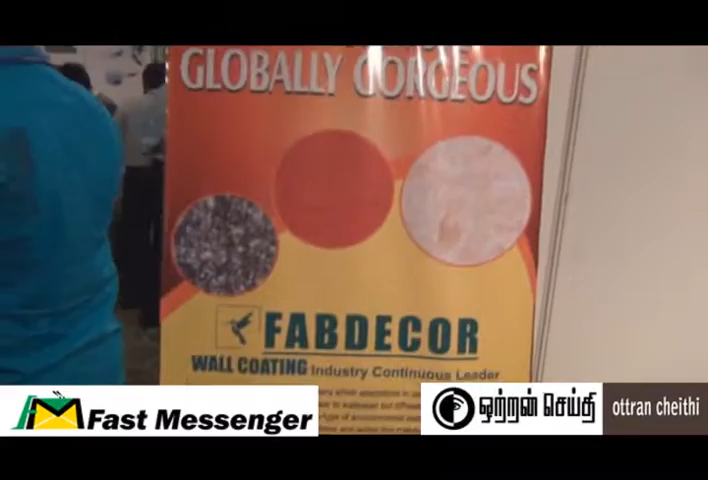 GLOBALLY GORGEOUS
FABDECOR
WALL COATING Industry Continuous Leader
Fast Messenger
ஒற்றன் செய்தி
ottran cheithi